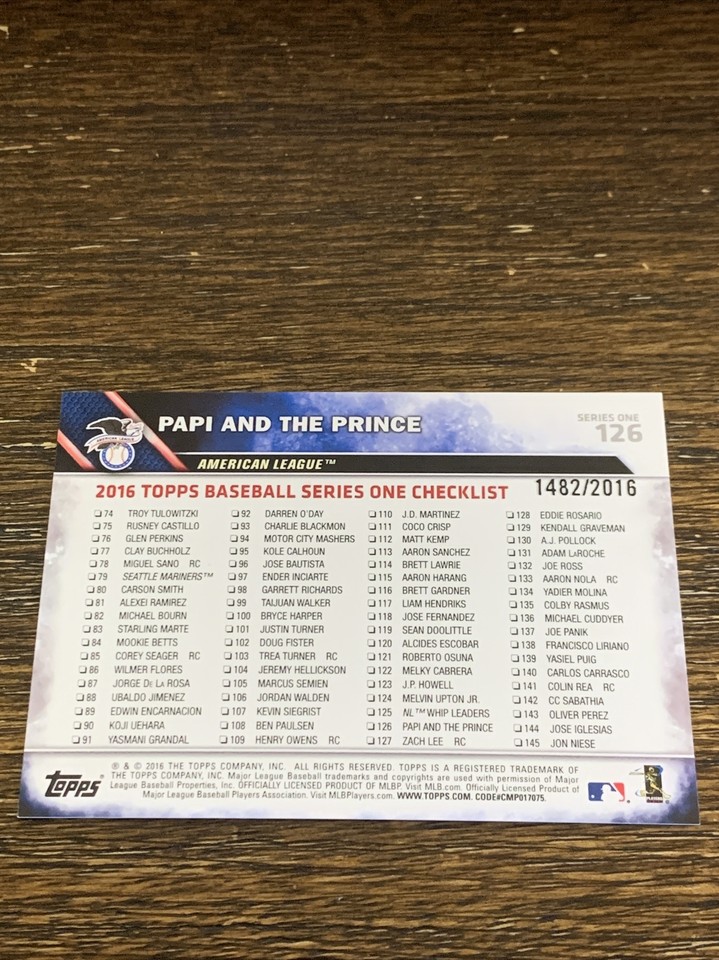 PAPI AND THE PRINCE
SERIES ONE
126
AMERICAN LEAGUE
AMERICAN LEAGUE™
2016 TOPPS BASEBALL SERIES ONE CHECKLIST
1482/2016
74 TROY TULOWITZKI
75 RUSNEY CASTILLO
76 GLEN PERKINS
77 CLAY BUCHHOLZ
78 MIGUEL SANO RC
79 SEATTLE MARINERS™
80 CARSON SMITH
81 ALEXEI RAMIREZ
82 MICHAEL BOURN
83 STARLING MARTE
84 MOOKIE BETTS
85 COREY SEAGER RC
86 WILMER FLORES
87 JORGE DE LA ROSA
88 UBALDO JIMENEZ
89 EDWIN ENCARNACION
90 KOJI UEHARA
91 YASMANI GRANDAL
92 DARREN O'DAY
93 CHARLIE BLACKMON
94 MOTOR CITY MASHERS
95 KOLE CALHOUN
96 JOSE BAUTISTA
97 ENDER INCIARTE
98 GARRETT RICHARDS
99 TAIJUAN WALKER
100 BRYCE HARPER
101 JUSTIN TURNER
102 DOUG FISTER
103 TREA TURNER RC
104 JEREMY HELLICKSON
105 MARCUS SEMIEN
106 JORDAN WALDEN
107 KEVIN SIEGRIST
108 BEN PAULSEN
109 HENRY OWENS RC
110 J.D. MARTINEZ
111 COCO CRISP
112 MATT KEMP
113 AARON SANCHEZ
114 BRETT LAWRIE
115 AARON HARANG
116 BRETT GARDNER
117 LIAM HENDRIKS
118 JOSE FERNANDEZ
119 SEAN DOOLITTLE
120 ALCIDES ESCOBAR
121 ROBERTO OSUNA
122 MELKY CABRERA
123 J.P. HOWELL
124 MELVIN UPTON JR.
125 NL™ WHIP LEADERS
126 PAPI AND THE PRINCE
127 ZACH LEE RC
128 EDDIE ROSARIO
129 KENDALL GRAVEMAN
130 A.J. POLLOCK
131 ADAM LaROCHE
132 JOE ROSS
133 AARON NOLA RC
134 YADIER MOLINA
135 COLBY RASMUS
136 MICHAEL CUDDYER
137 JOE PANIK
138 FRANCISCO LIRIANO
139 YASIEL PUIG
140 CARLOS CARRASCO
141 COLIN REA RC
142 CC SABATHIA
143 OLIVER PEREZ
144 JOSE IGLESIAS
145 JON NIESE
TOPPS
® & © 2016 THE TOPPS COMPANY, INC. ALL RIGHTS RESERVED. TOPPS IS A REGISTERED TRADEMARK OF
THE TOPPS COMPANY, INC. Major League Baseball trademarks and copyrights are used with permission of Major
League Baseball Properties, Inc. OFFICIALLY LICENSED PRODUCT OF MLBP. Visit MLB.com. Officially Licensed Product of
Major League Baseball Players Association. Visit MLBPlayers.com. WWW.TOPPS.COM. CODE#CMP017075.